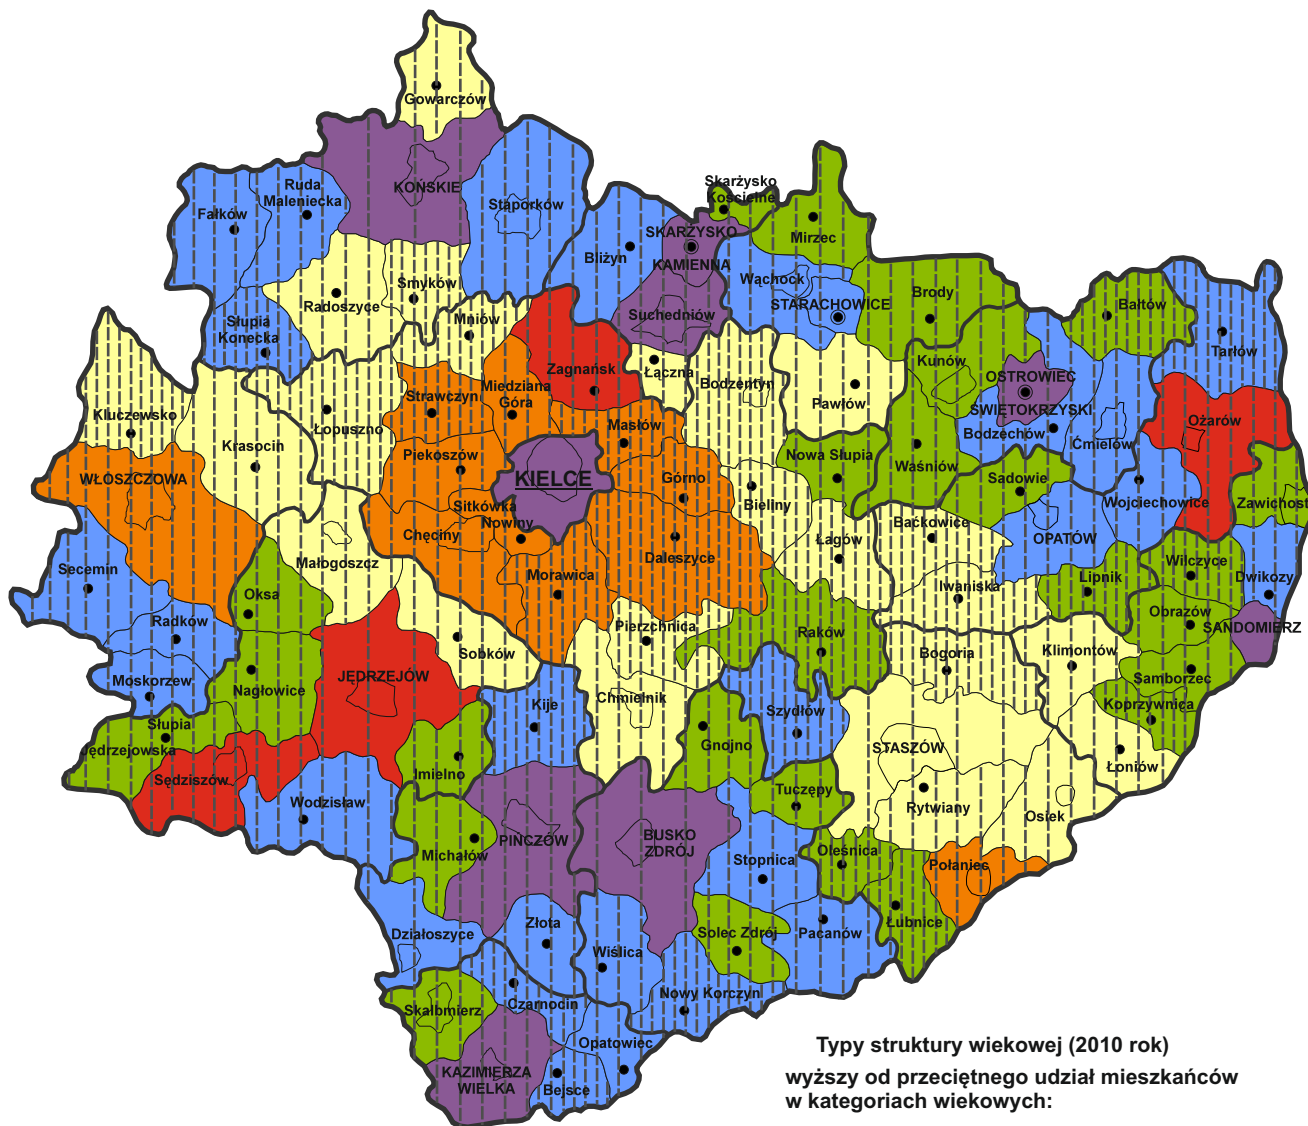 Gowarczów
KOŃSKIE
Ruda
Maleniecka
Fałków
Stąporków
Skarżysko
Kościelne
SKARŻYSKO
KAMIENNA
Mirzec
Bliżyn
Wąchock
Smyków
Radoszyce
Suchedniów
STARACHOWICE
Brody
Bałtów
Słupia
Konecka
Mniów
Tarłów
Zagnańsk
Łączna
Bodzentyn
Kunów
OSTROWIEC
ŚWIĘTOKRZYSKI
Miedziana
Góra
Strawczyn
Pawłów
Kluczewsko
Krasocin
Łopuszno
Masłów
Bodzechów
Ćmielów
Ożarów
Piekoszów
Nowa Słupia
Waśniów
WŁOSZCZOWA
KIELCE
Górno
Sadowie
Sitkówka
Nowiny
Bieliny
Wojciechowice
Zawichost
Chęciny
Łagów
Baćkowice
OPATÓW
Małbgoszcz
Daleszyce
Secemin
Morawica
Iwaniska
Lipnik
Wilczyce
Dwikozy
Oksa
Obrazów
Radków
Pierzchnica
Raków
SANDOMIERZ
Sobków
Bogoria
Klimontów
JĘDRZEJÓW
Moskorzew
Nagłowice
Samborzec
Chmielnik
Kije
Szydłów
Koprzywnica
Słupia
Jędrzejowska
Gnojno
STASZÓW
Łoniów
Sędziszów
Imielno
Tuczępy
Rytwiany
Osiek
Wodzisław
PIŃCZÓW
BUSKO
ZDRÓJ
Michałów
Stopnica
Oleśnica
Połaniec
Działoszyce
Złota
Wiślica
Solec Zdrój
Pacanów
Łubnice
Skalbmierz
Czarnocin
Nowy Korczyn
Opatowiec
KAZIMIERZA
WIELKA
Bejsce
Typy struktury wiekowej (2010 rok)
wyższy od przeciętnego udział mieszkańców
w kategoriach wiekowych: